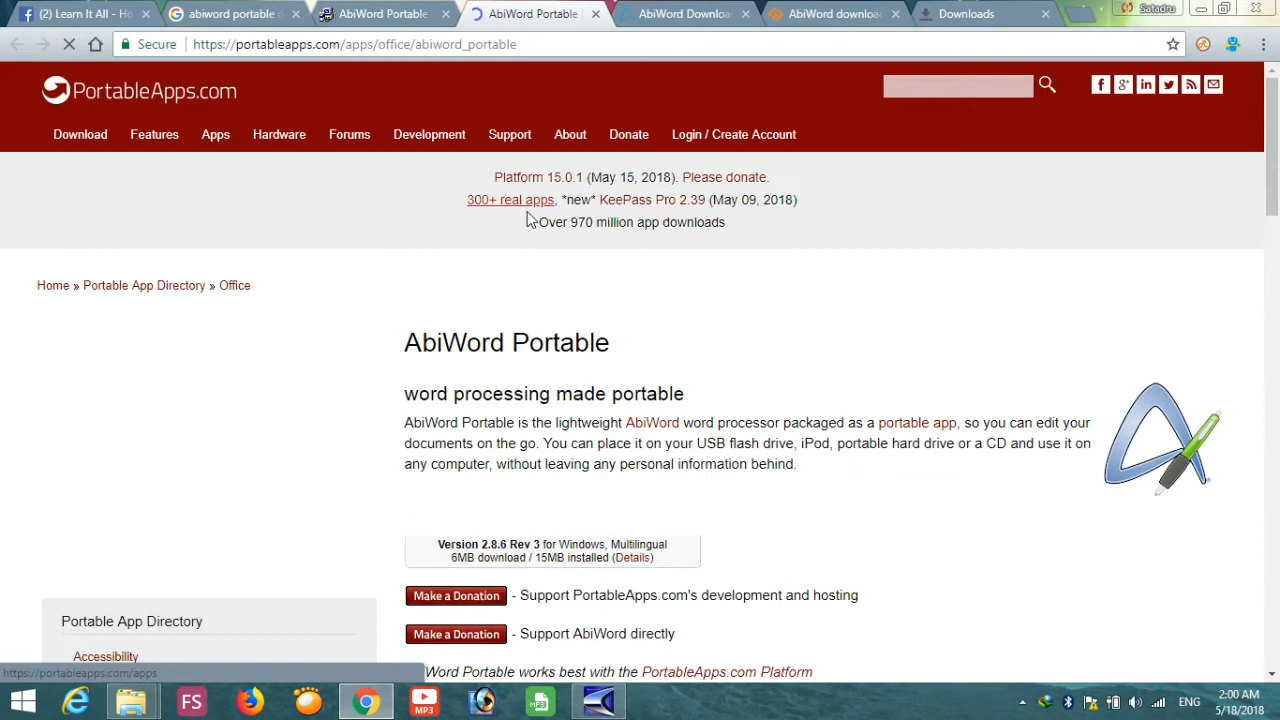 (2) Learn It All - Ho
abiword portable d
AbiWord Portable
AbiWord Portable
AbiWord Downloa
AbiWord downloa
Downloads
Satadru
Secure
https://portableapps.com/apps/office/abiword_portable
PortableApps.com
Download Features Apps Hardware Forums Development Support About Donate Login / Create Account
Platform 15.0.1 (May 15, 2018). Please donate.
300+ real apps, *new* KeePass Pro 2.39 (May 09, 2018)
Over 970 million app downloads
Home » Portable App Directory » Office
AbiWord Portable
word processing made portable
AbiWord Portable is the lightweight AbiWord word processor packaged as a portable app, so you can edit your
documents on the go. You can place it on your USB flash drive, iPod, portable hard drive or a CD and use it on
any computer, without leaving any personal information behind.
Version 2.8.6 Rev 3 for Windows, Multilingual
6MB download / 15MB installed (Details)
Make a Donation - Support PortableApps.com's development and hosting
Make a Donation - Support AbiWord directly
Portable App Directory
Accessibility
https://portableapps.com/apps
Word Portable works best with the PortableApps.com Platform
FS
MP3
MP3
ENG
2:00 AM
5/18/2018